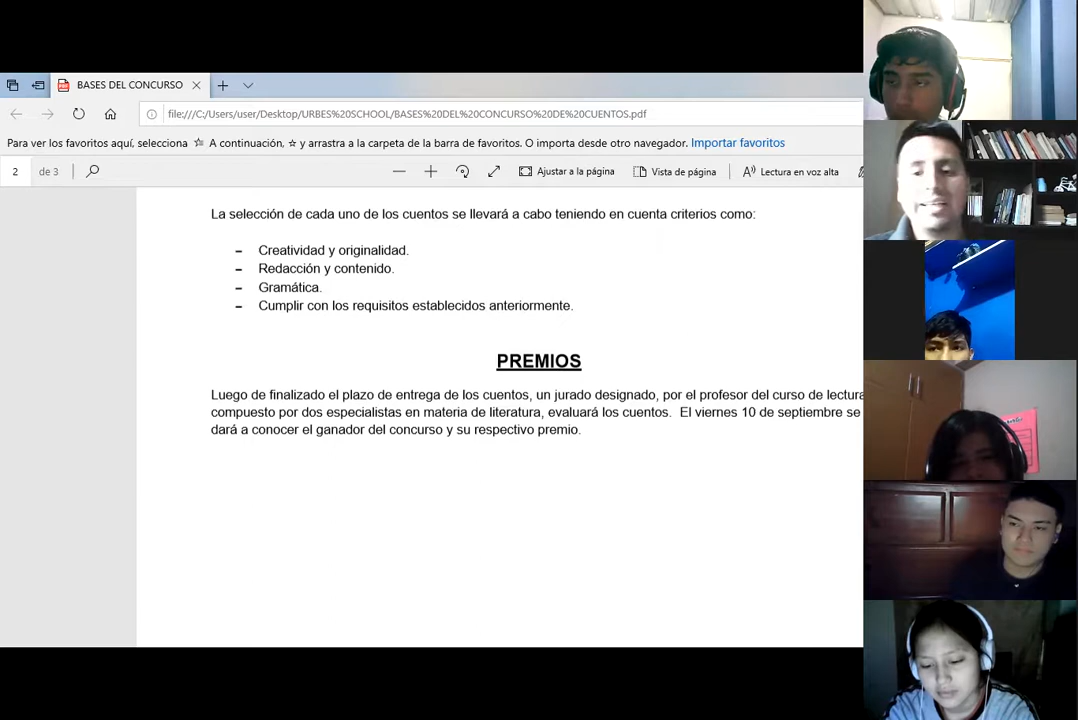 BASES DEL CONCURSO
file:///C:/Users/user/Desktop/URBES%20SCHOOL/BASES%20DEL%20CONCURSO%20DE%20CUENTOS.pdf
Para ver los favoritos aquí, selecciona A continuación, y arrastra a la carpeta de la barra de favoritos. O importa desde otro navegador. Importar favoritos
2 de 3 Ajustar a la página Vista de página Lectura en voz alta
La selección de cada uno de los cuentos se llevará a cabo teniendo en cuenta criterios como:
- Creatividad y originalidad.
- Redacción y contenido.
- Gramática.
- Cumplir con los requisitos establecidos anteriormente.
PREMIOS
Luego de finalizado el plazo de entrega de los cuentos, un jurado designado, por el profesor del curso de lectura
compuesto por dos especialistas en materia de literatura, evaluará los cuentos. El viernes 10 de septiembre se
dará a conocer el ganador del concurso y su respectivo premio.